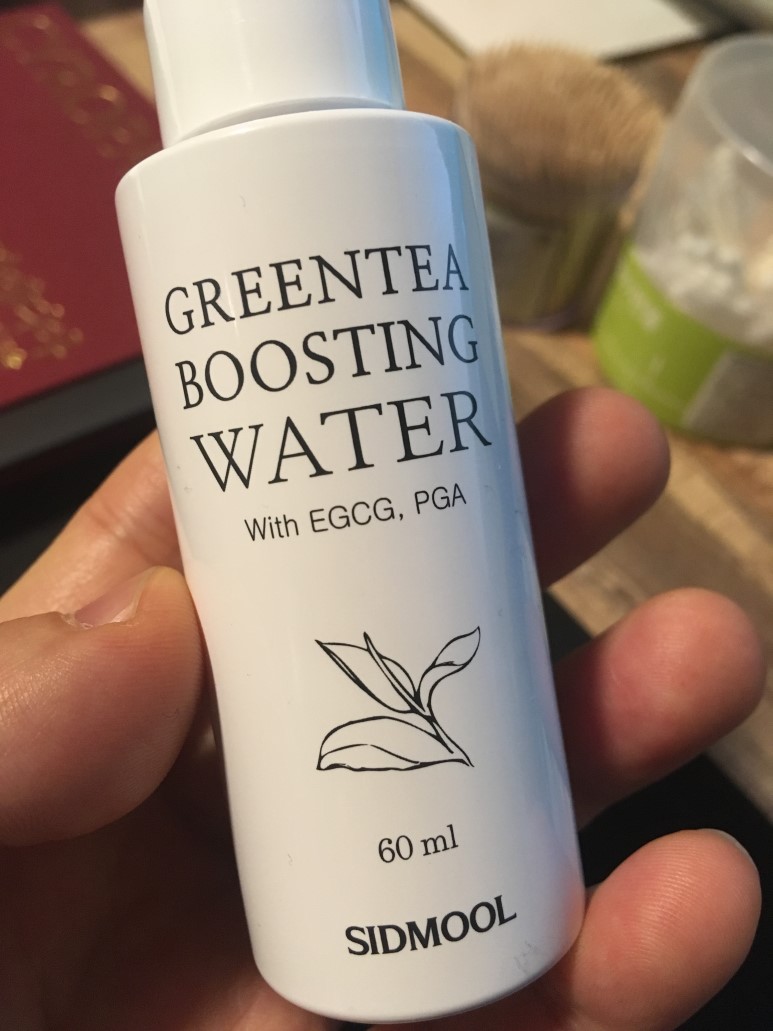 GREENTEA
BOOSTING
WATER
With EGCG, PGA
60 ml
SIDMOOL